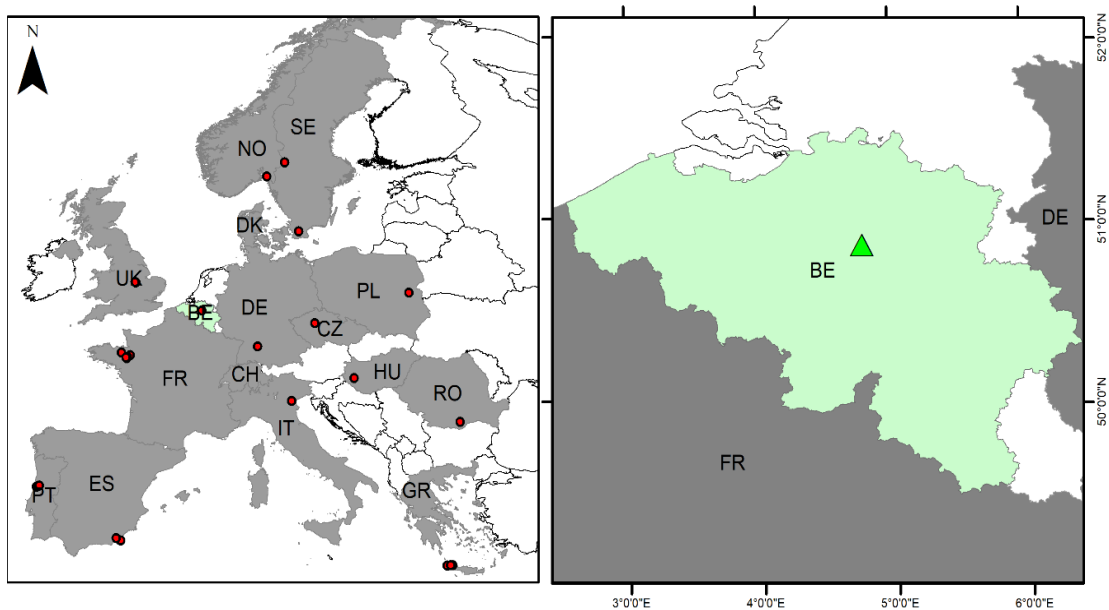 N
SE
NO
DK
UK
BE
DE
PL
CZ
FR
CH
HU
RO
IT
PT
ES
GR
52°0'0"N
51°0'0"N
50°0'0"N
DE
BE
FR
3°0'0"E
4°0'0"E
5°0'0"E
6°0'0"E